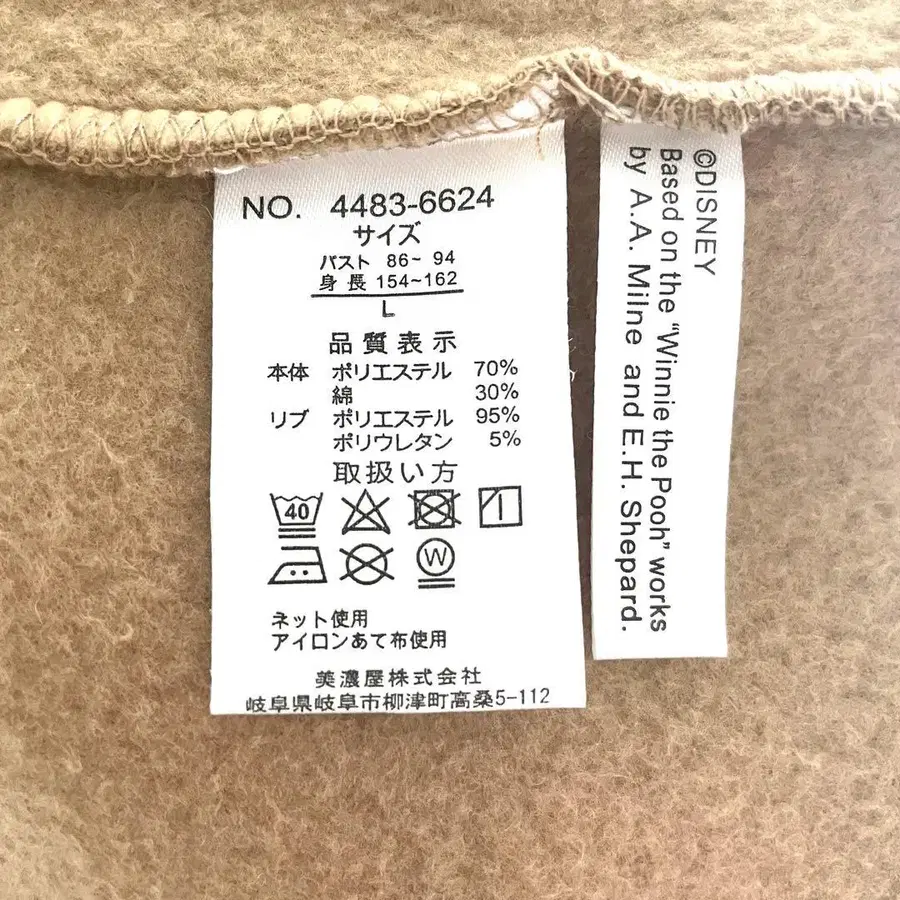 NO. 4483-6624
サイズ
バスト 86~ 94
身長 154~162
L
品質表示
本体 ポリエステル 70%
綿 30%
リブ ポリエステル 95%
ポリウレタン 5%
取扱い方
40
W
ネット使用
アイロンあて布使用
美濃屋株式会社
岐阜県岐阜市柳津町高桑5-112
©DISNEY
Based on the “Winnie the Pooh” works
by A.A. Milne and E.H. Shepard.